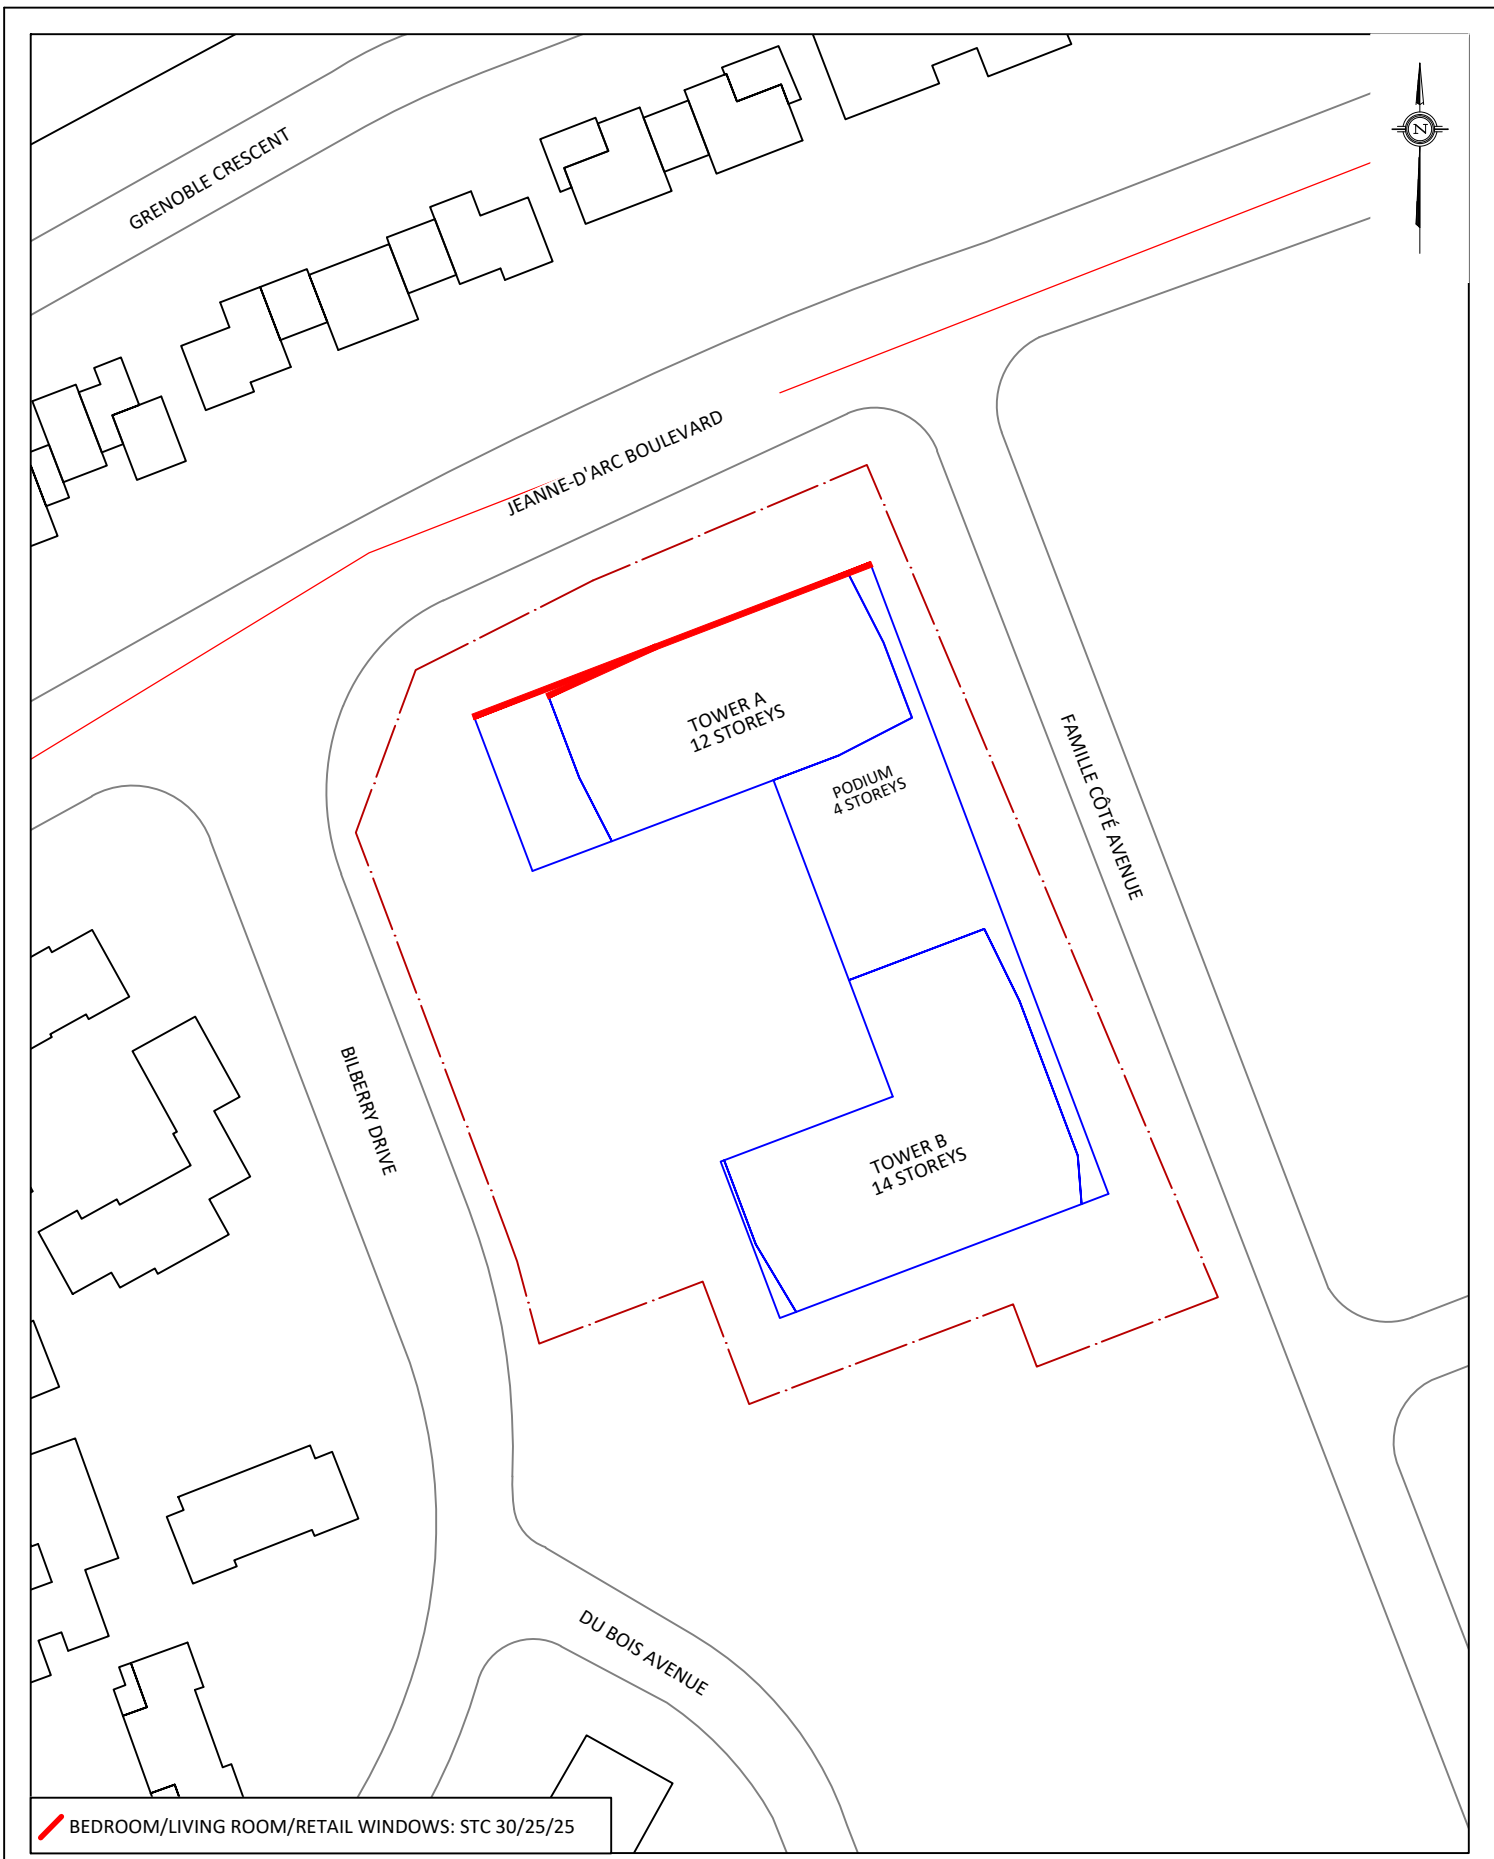 GRENOBLE CRESCENT
N
JEANNE-D'ARC BOULEVARD
TOWER A
12 STOREYS
PODIUM
4 STOREYS
FAMILLE CÔTÉ AVENUE
BILBERRY DRIVE
TOWER B
14 STOREYS
DU BOIS AVENUE
BEDROOM/LIVING ROOM/RETAIL WINDOWS: STC 30/25/25